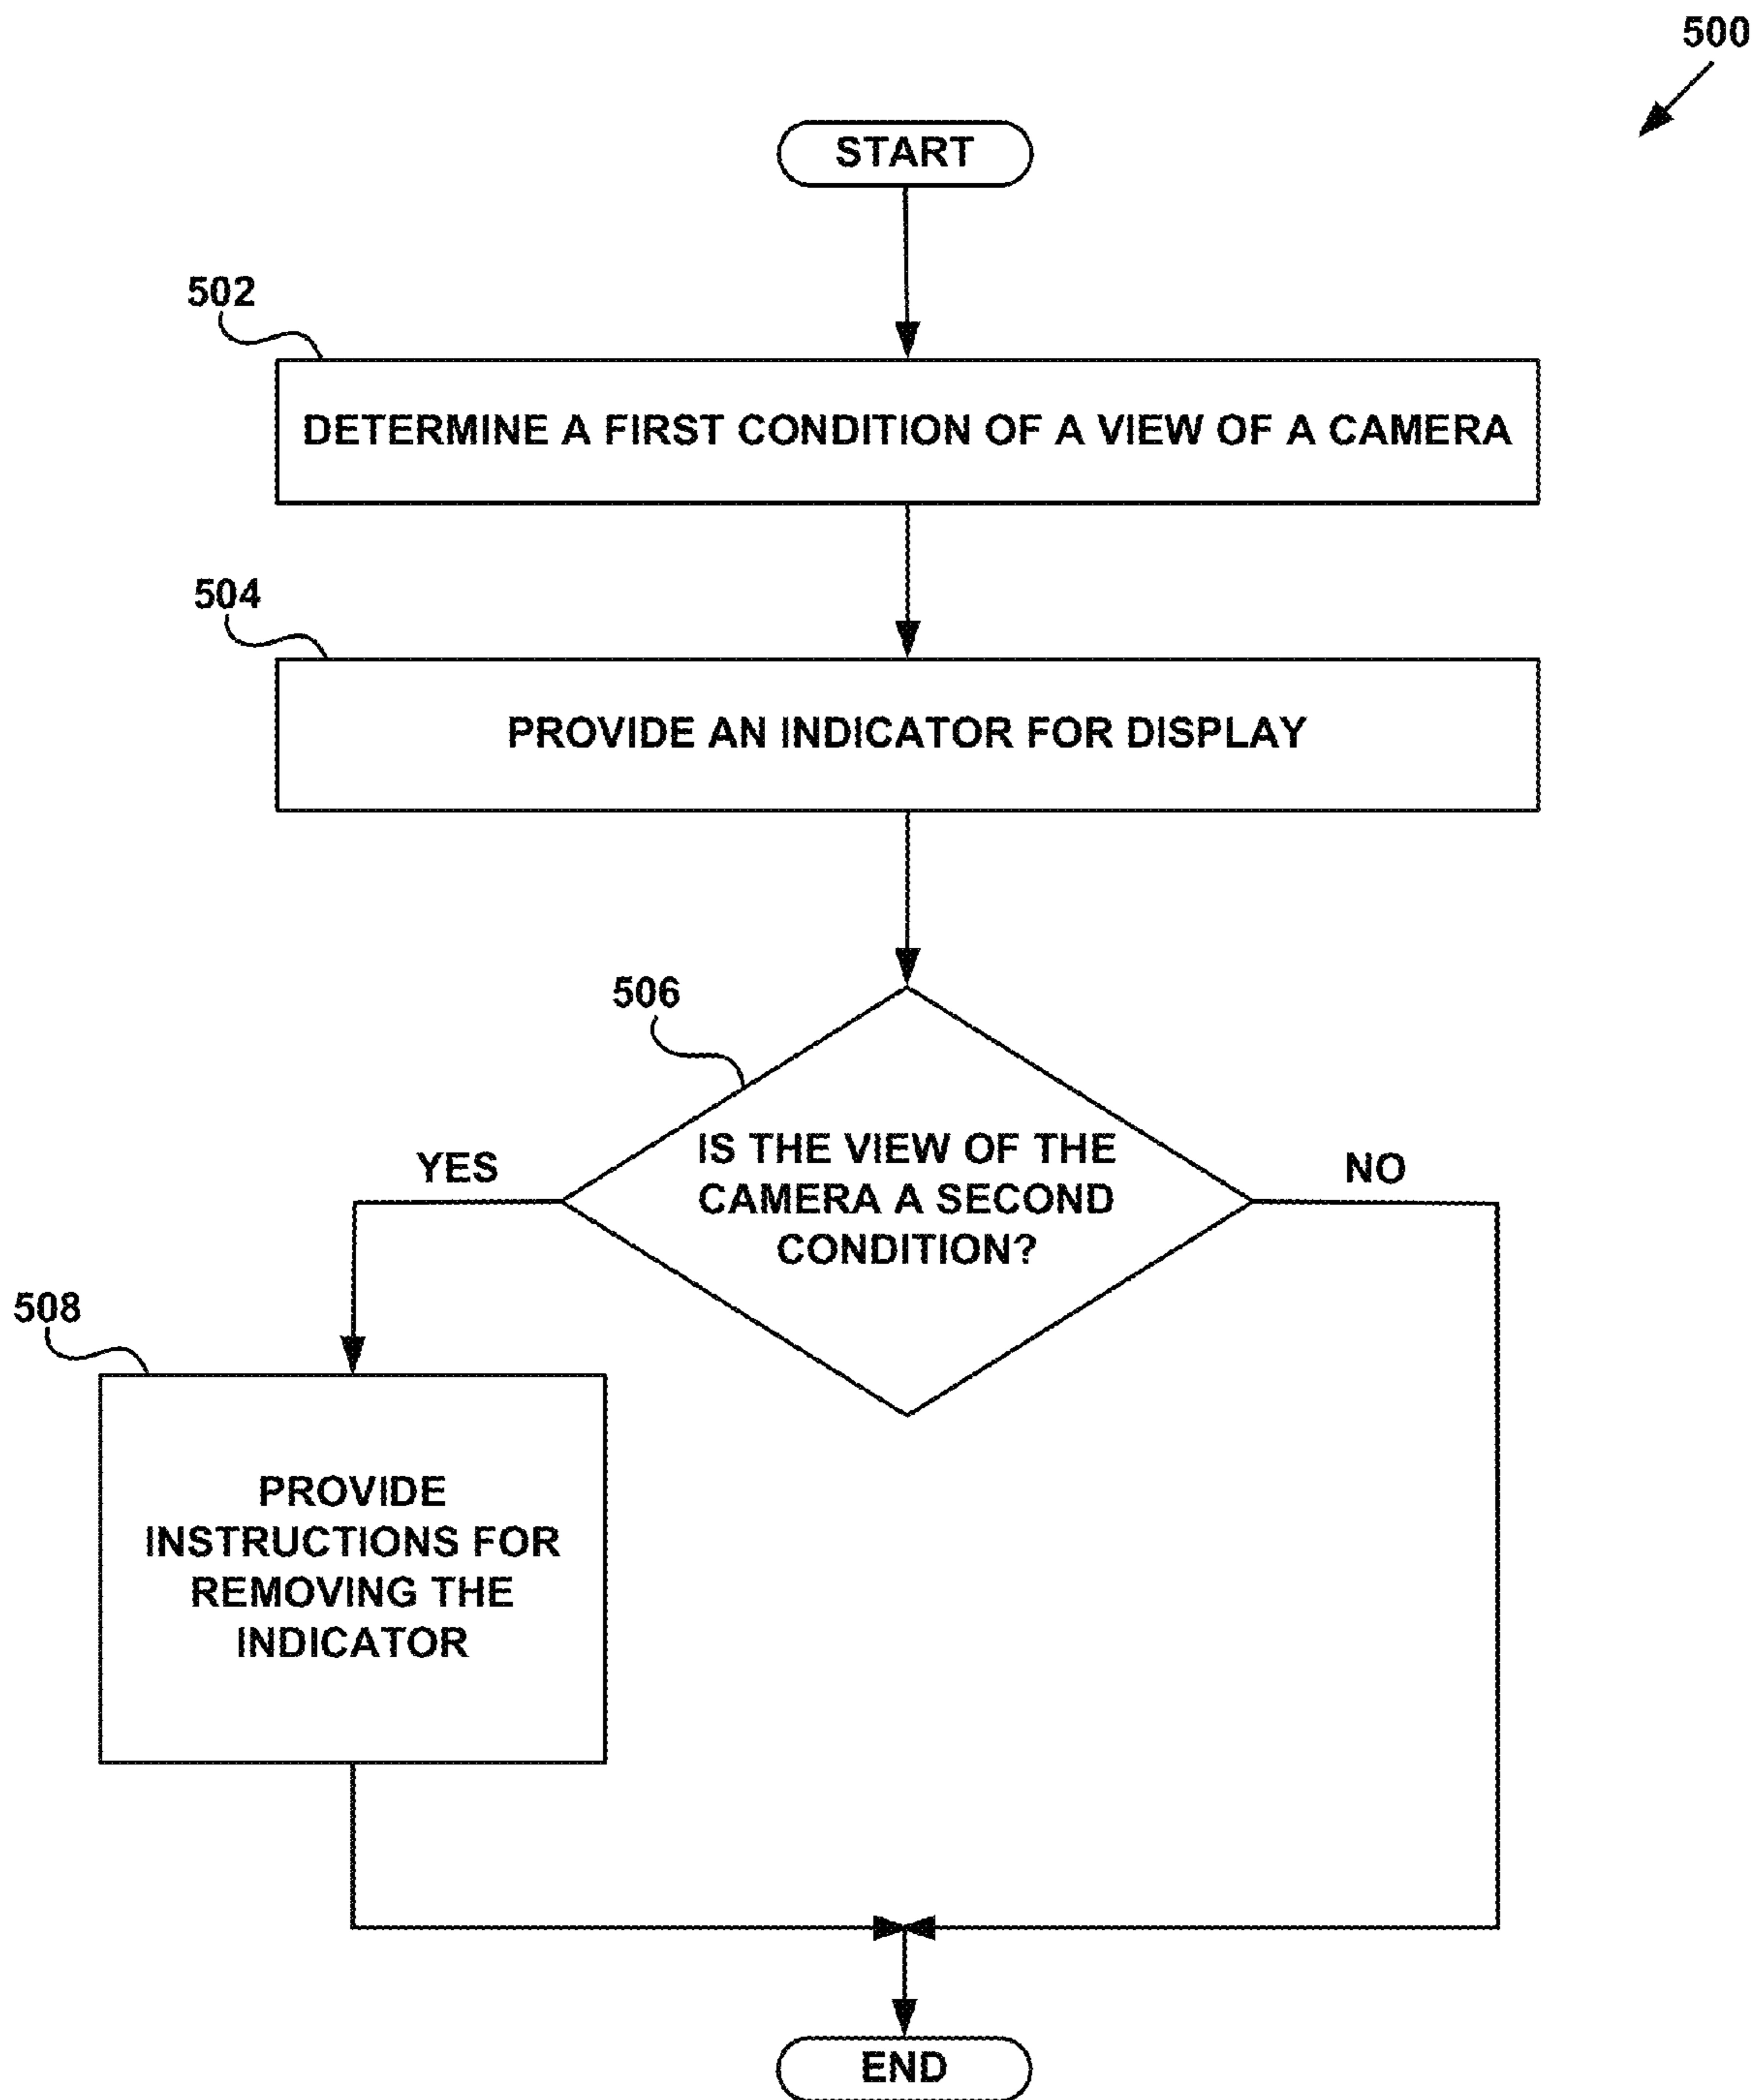 500
START
502
DETERMINE A FIRST CONDITION OF A VIEW OF A CAMERA
504
PROVIDE AN INDICATOR FOR DISPLAY
506
IS THE VIEW OF THE
CAMERA A SECOND
CONDITION?
YES
NO
508
PROVIDE
INSTRUCTIONS FOR
REMOVING THE
INDICATOR
END